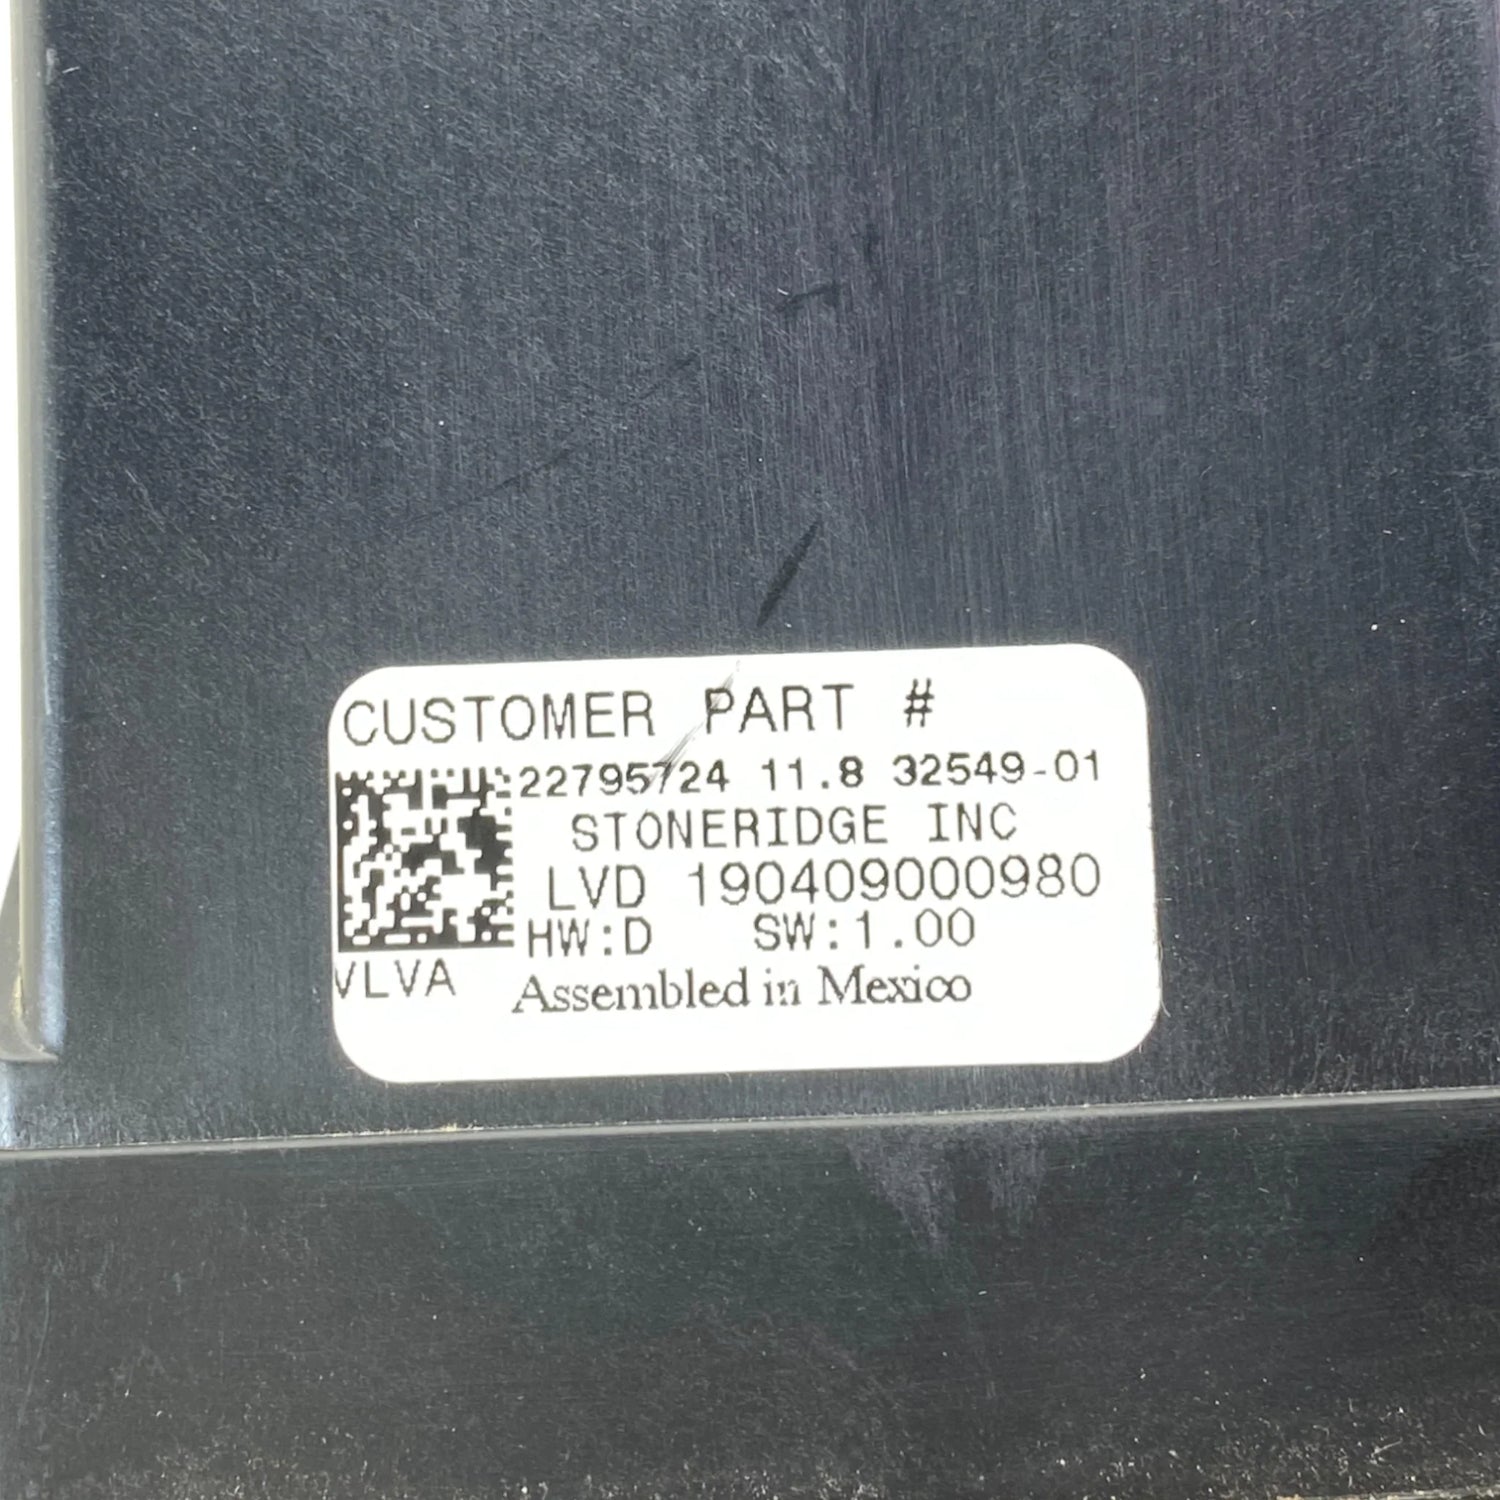 CUSTOMER PART #
22795724 11.8 32549-01
STONERIDGE INC
LVD 190409000980
HW:D SW:1.00
VLVA
Assembled in Mexico